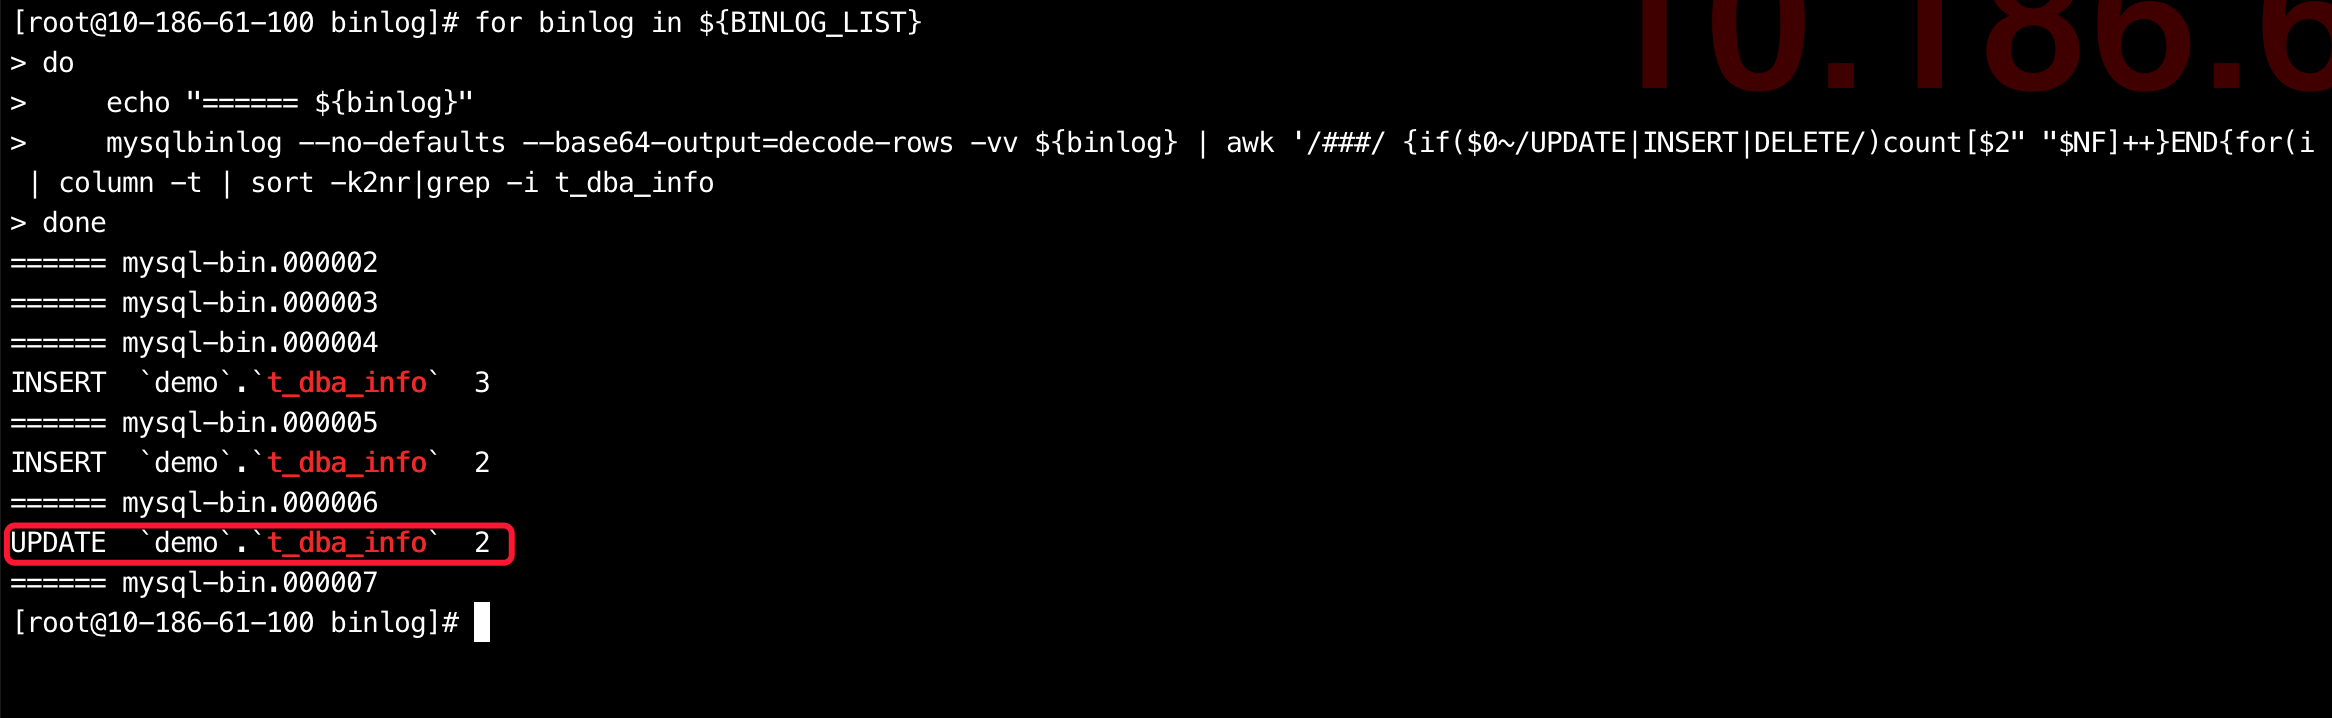 10.186.6
[root@10-186-61-100 binlog]# for binlog in ${BINLOG_LIST}
> do
>     echo "====== ${binlog}"
>     mysqlbinlog --no-defaults --base64-output=decode-rows -vv ${binlog} | awk '/###/ {if($0~/UPDATE|INSERT|DELETE/)count[$2" "$NF]++}END{for(i
 | column -t | sort -k2nr|grep -i t_dba_info
> done
====== mysql-bin.000002
====== mysql-bin.000003
====== mysql-bin.000004
INSERT  `demo`.`t_dba_info`  3
====== mysql-bin.000005
INSERT  `demo`.`t_dba_info`  2
====== mysql-bin.000006
UPDATE  `demo`.`t_dba_info`  2
====== mysql-bin.000007
[root@10-186-61-100 binlog]#